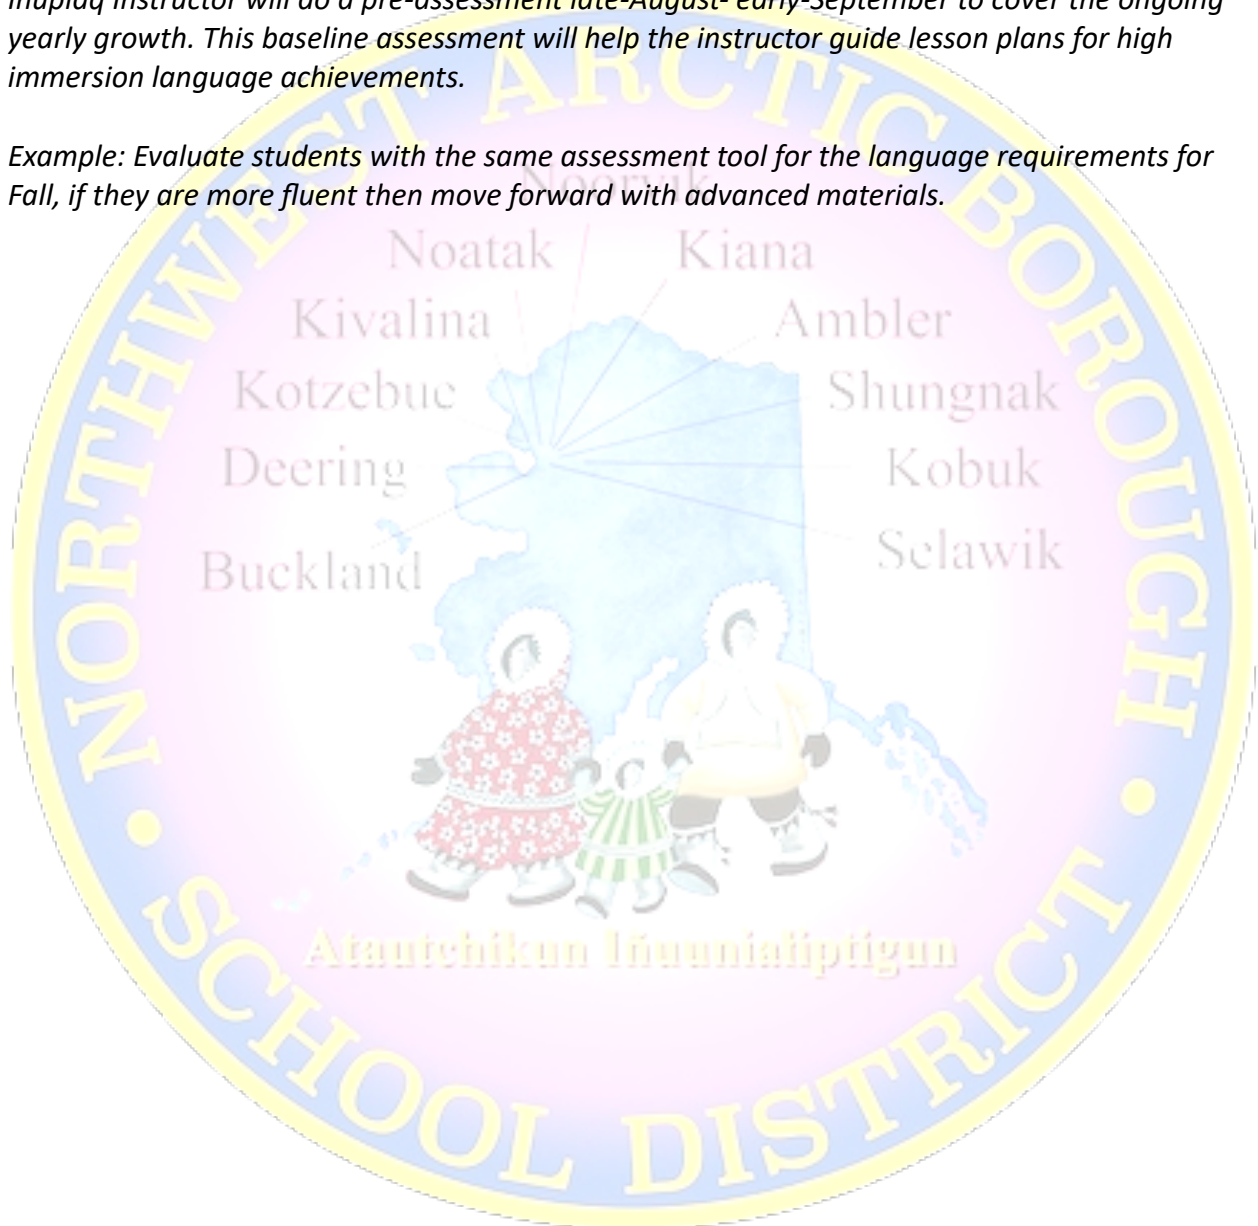 Iñupiaq instructor will do a pre-assessment late-August- early-September to cover the ongoing
yearly growth. This baseline assessment will help the instructor guide lesson plans for high
immersion language achievements.
Example: Evaluate students with the same assessment tool for the language requirements for
Fall, if they are more fluent then move forward with advanced materials.
NORTHWEST ARCTIC BOROUGH
Noorvik
Noatak Kiana
Kivalina Ambler
Kotzebue Shungnak
Deering Kobuk
Buckland Selawik
Atautchikun Iñuunialiptigun
• SCHOOL DISTRICT •